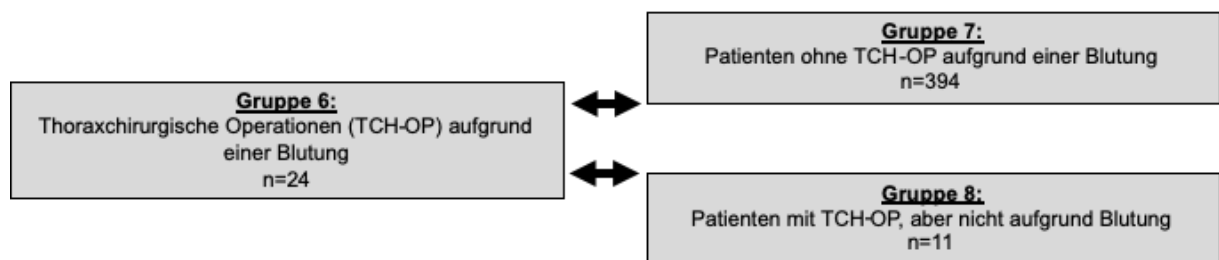 Gruppe 6:
Thoraxchirurgische Operationen (TCH-OP) aufgrund
einer Blutung
n=24
Gruppe 7:
Patienten ohne TCH-OP aufgrund einer Blutung
n=394
Gruppe 8:
Patienten mit TCH-OP, aber nicht aufgrund Blutung
n=11